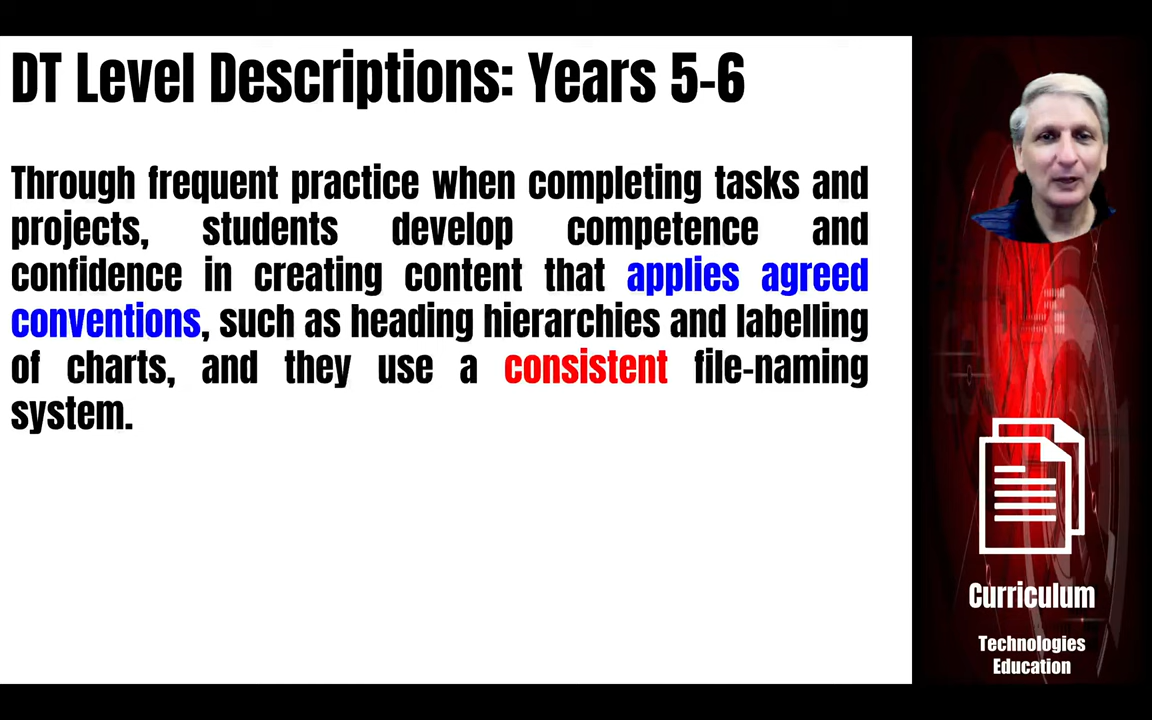 DT Level Descriptions: Years 5-6
Through frequent practice when completing tasks and
projects, students develop competence and
confidence in creating content that applies agreed
conventions, such as heading hierarchies and labelling
of charts, and they use a consistent file-naming
system.
Curriculum
Technologies
Education